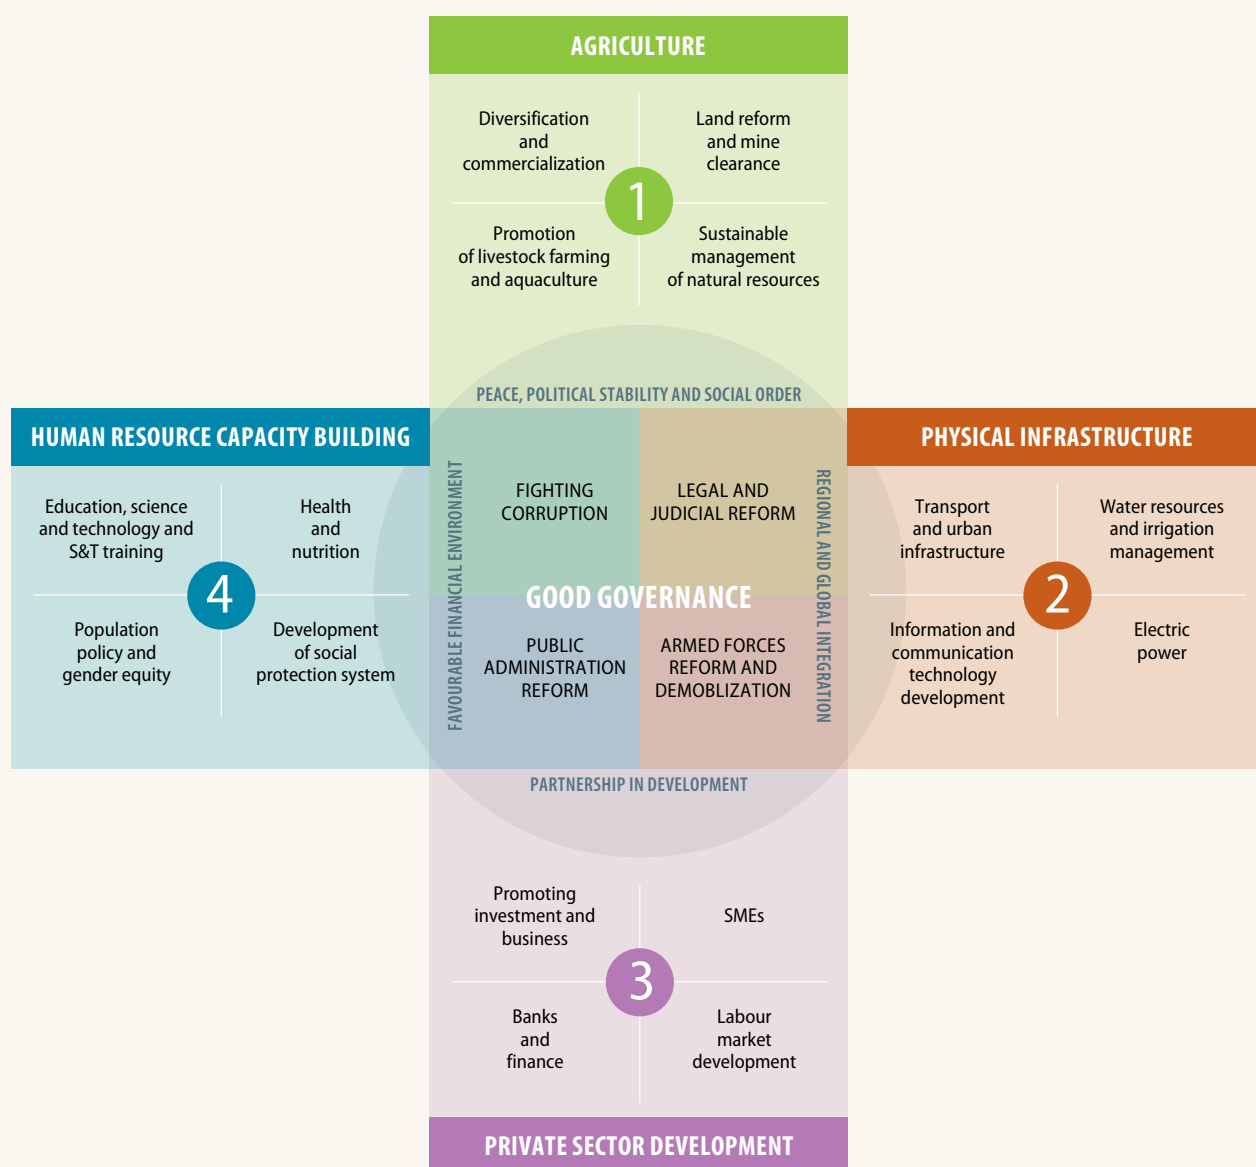 AGRICULTURE
Diversification
and
commercialization
Land reform
and mine
clearance
1
Promotion
of livestock farming
and aquaculture
Sustainable
management
of natural resources
PEACE, POLITICAL STABILITY AND SOCIAL ORDER
HUMAN RESOURCE CAPACITY BUILDING
Education, science
and technology and
S&T training
Health
and
nutrition
4
Population
policy and
gender equity
Development
of social
protection system
FAVOURABLE FINANCIAL ENVIRONMENT
FIGHTING
CORRUPTION
LEGAL AND
JUDICIAL REFORM
GOOD GOVERNANCE
PUBLIC
ADMINISTRATION
REFORM
ARMED FORCES
REFORM AND
DEMOBLIZATION
REGIONAL AND GLOBAL INTEGRATION
PHYSICAL INFRASTRUCTURE
Transport
and urban
infrastructure
Water resources
and irrigation
management
2
Information and
communication
technology
development
Electric
power
PARTNERSHIP IN DEVELOPMENT
Promoting
investment and
business
SMEs
3
Banks
and
finance
Labour
market
development
PRIVATE SECTOR DEVELOPMENT